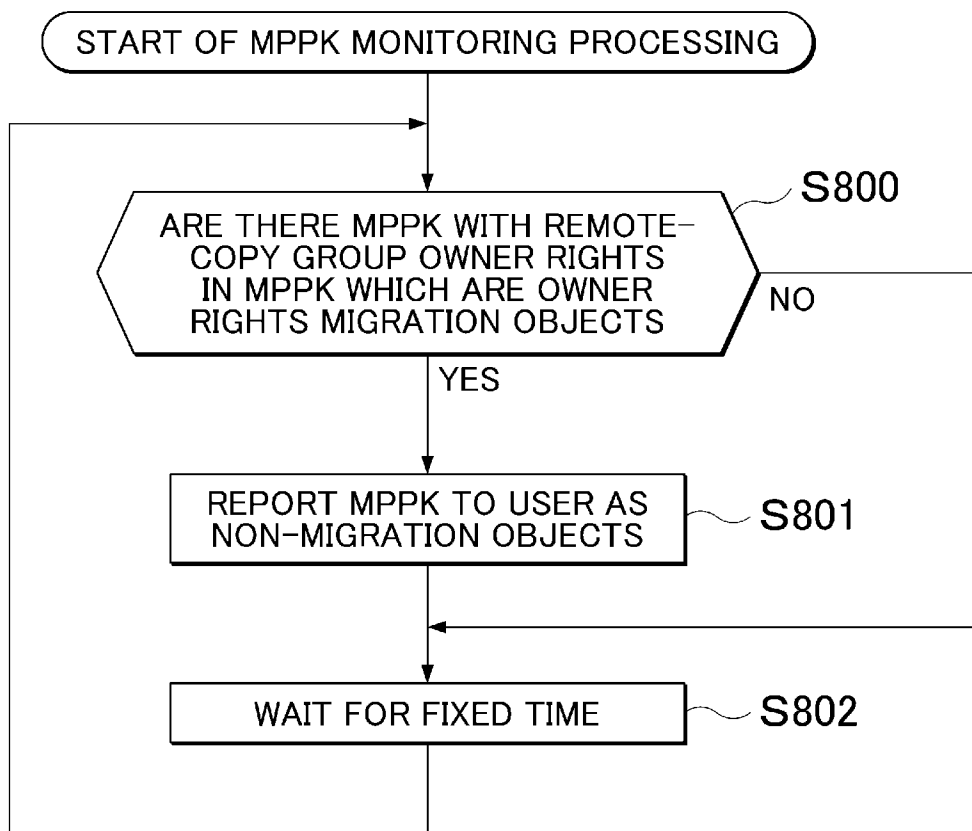 START OF MPPK MONITORING PROCESSING
S800
ARE THERE MPPK WITH REMOTE-
COPY GROUP OWNER RIGHTS
IN MPPK WHICH ARE OWNER
RIGHTS MIGRATION OBJECTS
NO
YES
REPORT MPPK TO USER AS
NON-MIGRATION OBJECTS
S801
WAIT FOR FIXED TIME
S802